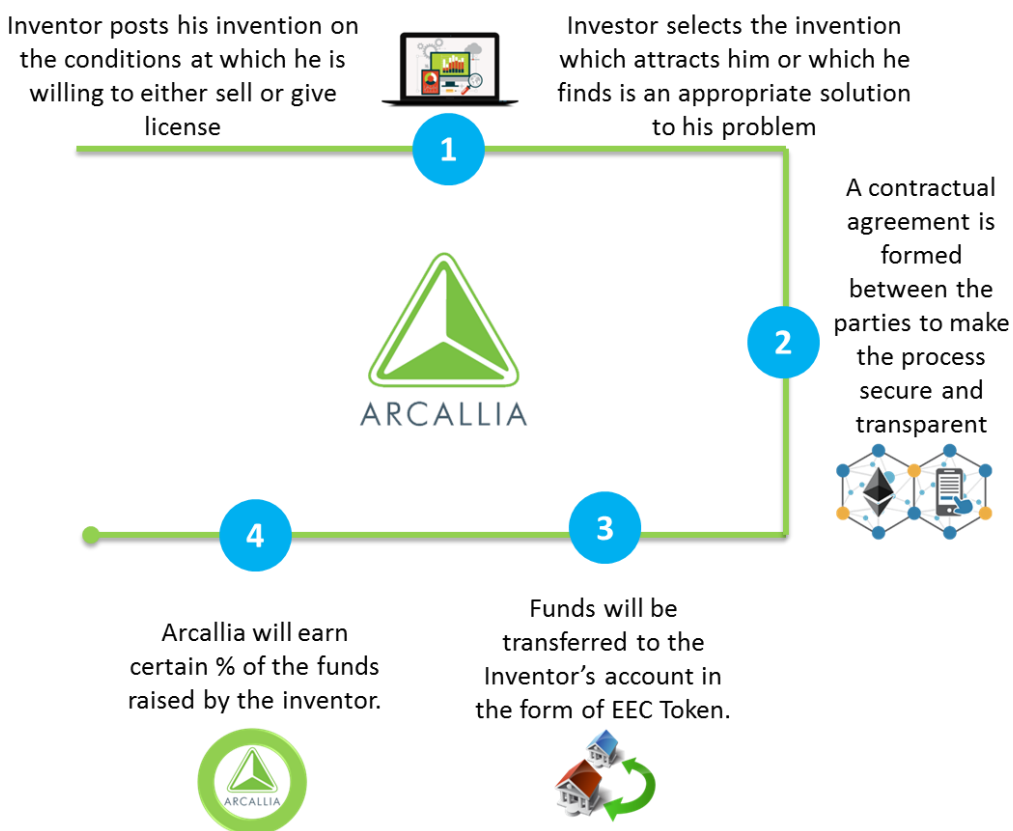 Inventor posts his invention on
the conditions at which he is
willing to either sell or give
license
Investor selects the invention
which attracts him or which he
finds is an appropriate solution
to his problem
1
A contractual
agreement is
formed
between the
parties to make
the process
secure and
transparent
2
ARCALLIA
3
Funds will be
transferred to the
Inventor’s account in
the form of EEC Token.
4
Arcallia will earn
certain % of the funds
raised by the inventor.
ARCALLIA